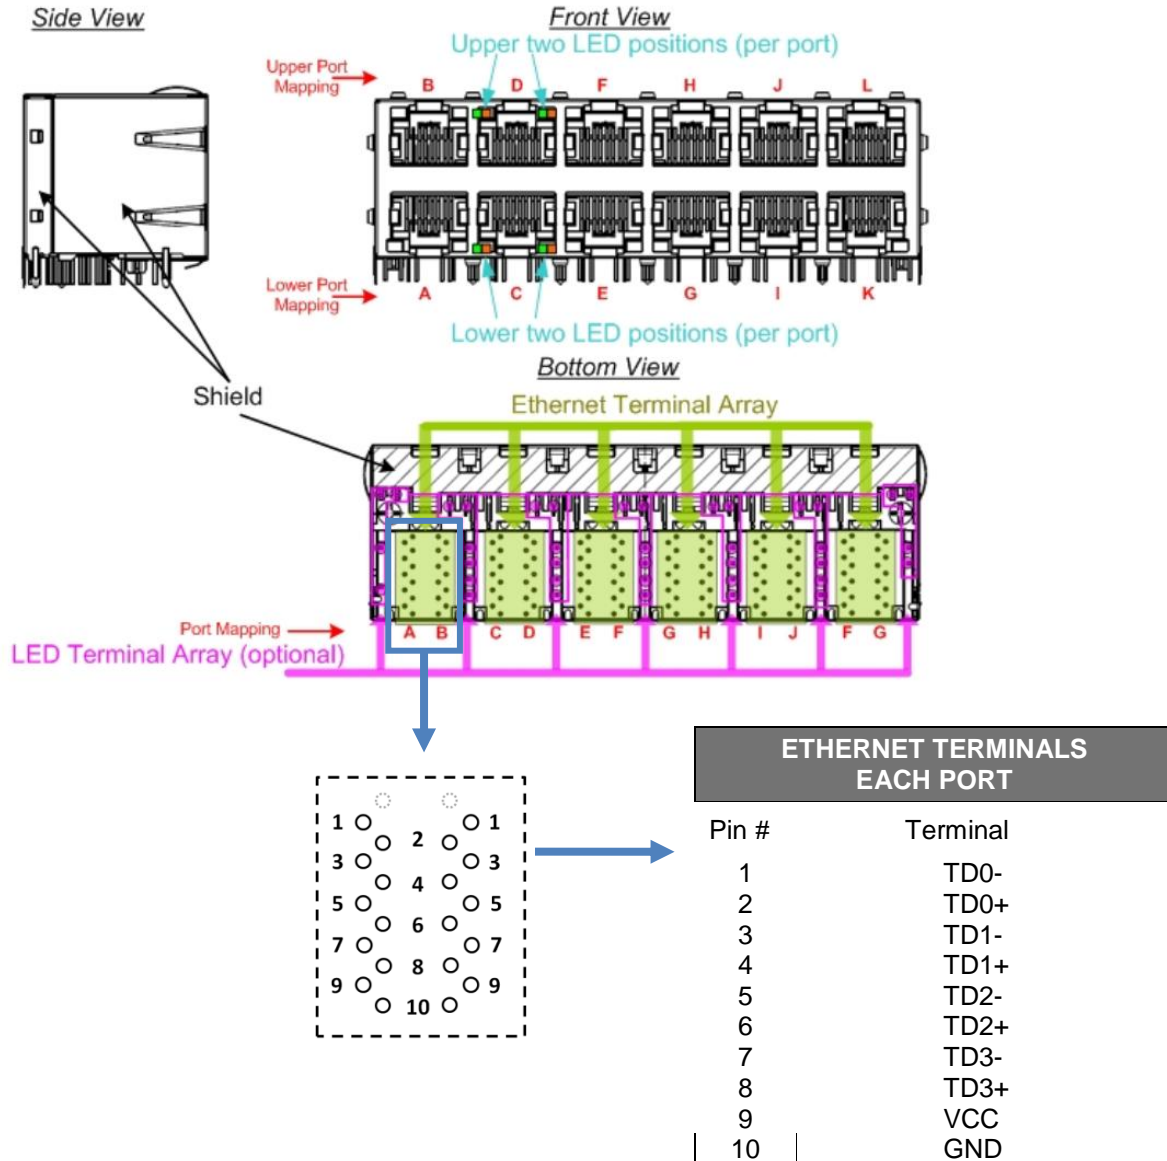 Side View
Front View
Upper two LED positions (per port)
Upper Port
Mapping
B D F H J L
Lower Port
Mapping
A C E G I K
Lower two LED positions (per port)
Bottom View
Shield
Ethernet Terminal Array
Port Mapping
A B C D E F G H I J F G
LED Terminal Array (optional)
1 1
2
3 3
4
5 5
6
7 7
8
9 9
10
ETHERNET TERMINALS
EACH PORT
Pin # Terminal
1 TD0-
2 TD0+
3 TD1-
4 TD1+
5 TD2-
6 TD2+
7 TD3-
8 TD3+
9 VCC
10 GND